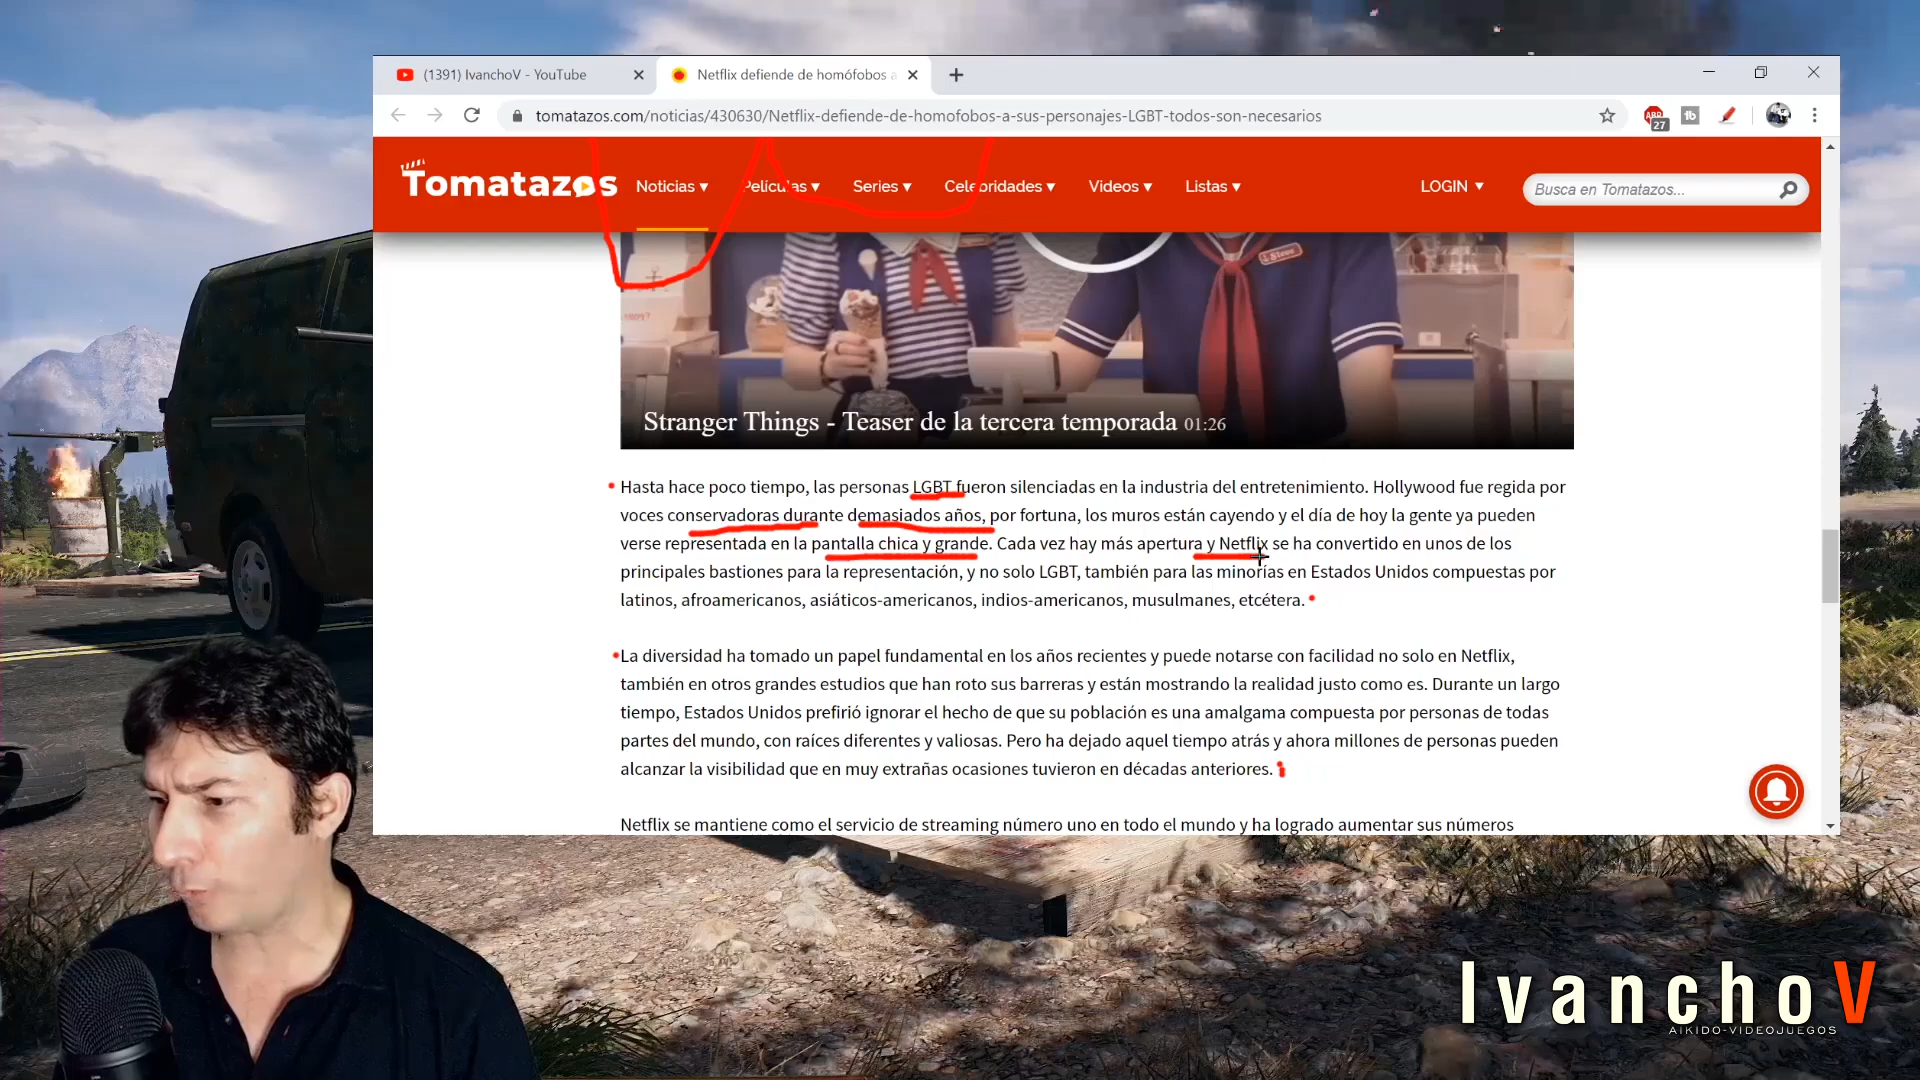 (1391) IvanchoV - YouTube
Netflix defiende de homófobos a
tomatazos.com/noticias/430630/Netflix-defiende-de-homofobos-a-sus-personajes-LGBT-todos-son-necesarios
ABP
27
tb
Tomatazos
Noticias ▾
Películas ▾
Series ▾
Celebridades ▾
Videos ▾
Listas ▾
LOGIN ▾
Busca en Tomatazos...
Steve
Stranger Things - Teaser de la tercera temporada 01:26
Hasta hace poco tiempo, las personas LGBT fueron silenciadas en la industria del entretenimiento. Hollywood fue regida por
voces conservadoras durante demasiados años, por fortuna, los muros están cayendo y el día de hoy la gente ya pueden
verse representada en la pantalla chica y grande. Cada vez hay más apertura y Netflix se ha convertido en unos de los
principales bastiones para la representación, y no solo LGBT, también para las minorías en Estados Unidos compuestas por
latinos, afroamericanos, asiáticos-americanos, indios-americanos, musulmanes, etcétera.
La diversidad ha tomado un papel fundamental en los años recientes y puede notarse con facilidad no solo en Netflix,
también en otros grandes estudios que han roto sus barreras y están mostrando la realidad justo como es. Durante un largo
tiempo, Estados Unidos prefirió ignorar el hecho de que su población es una amalgama compuesta por personas de todas
partes del mundo, con raíces diferentes y valiosas. Pero ha dejado aquel tiempo atrás y ahora millones de personas pueden
alcanzar la visibilidad que en muy extrañas ocasiones tuvieron en décadas anteriores.
Netflix se mantiene como el servicio de streaming número uno en todo el mundo y ha logrado aumentar sus números
IvanchoV
AIKIDO-VIDEOJUEGOS